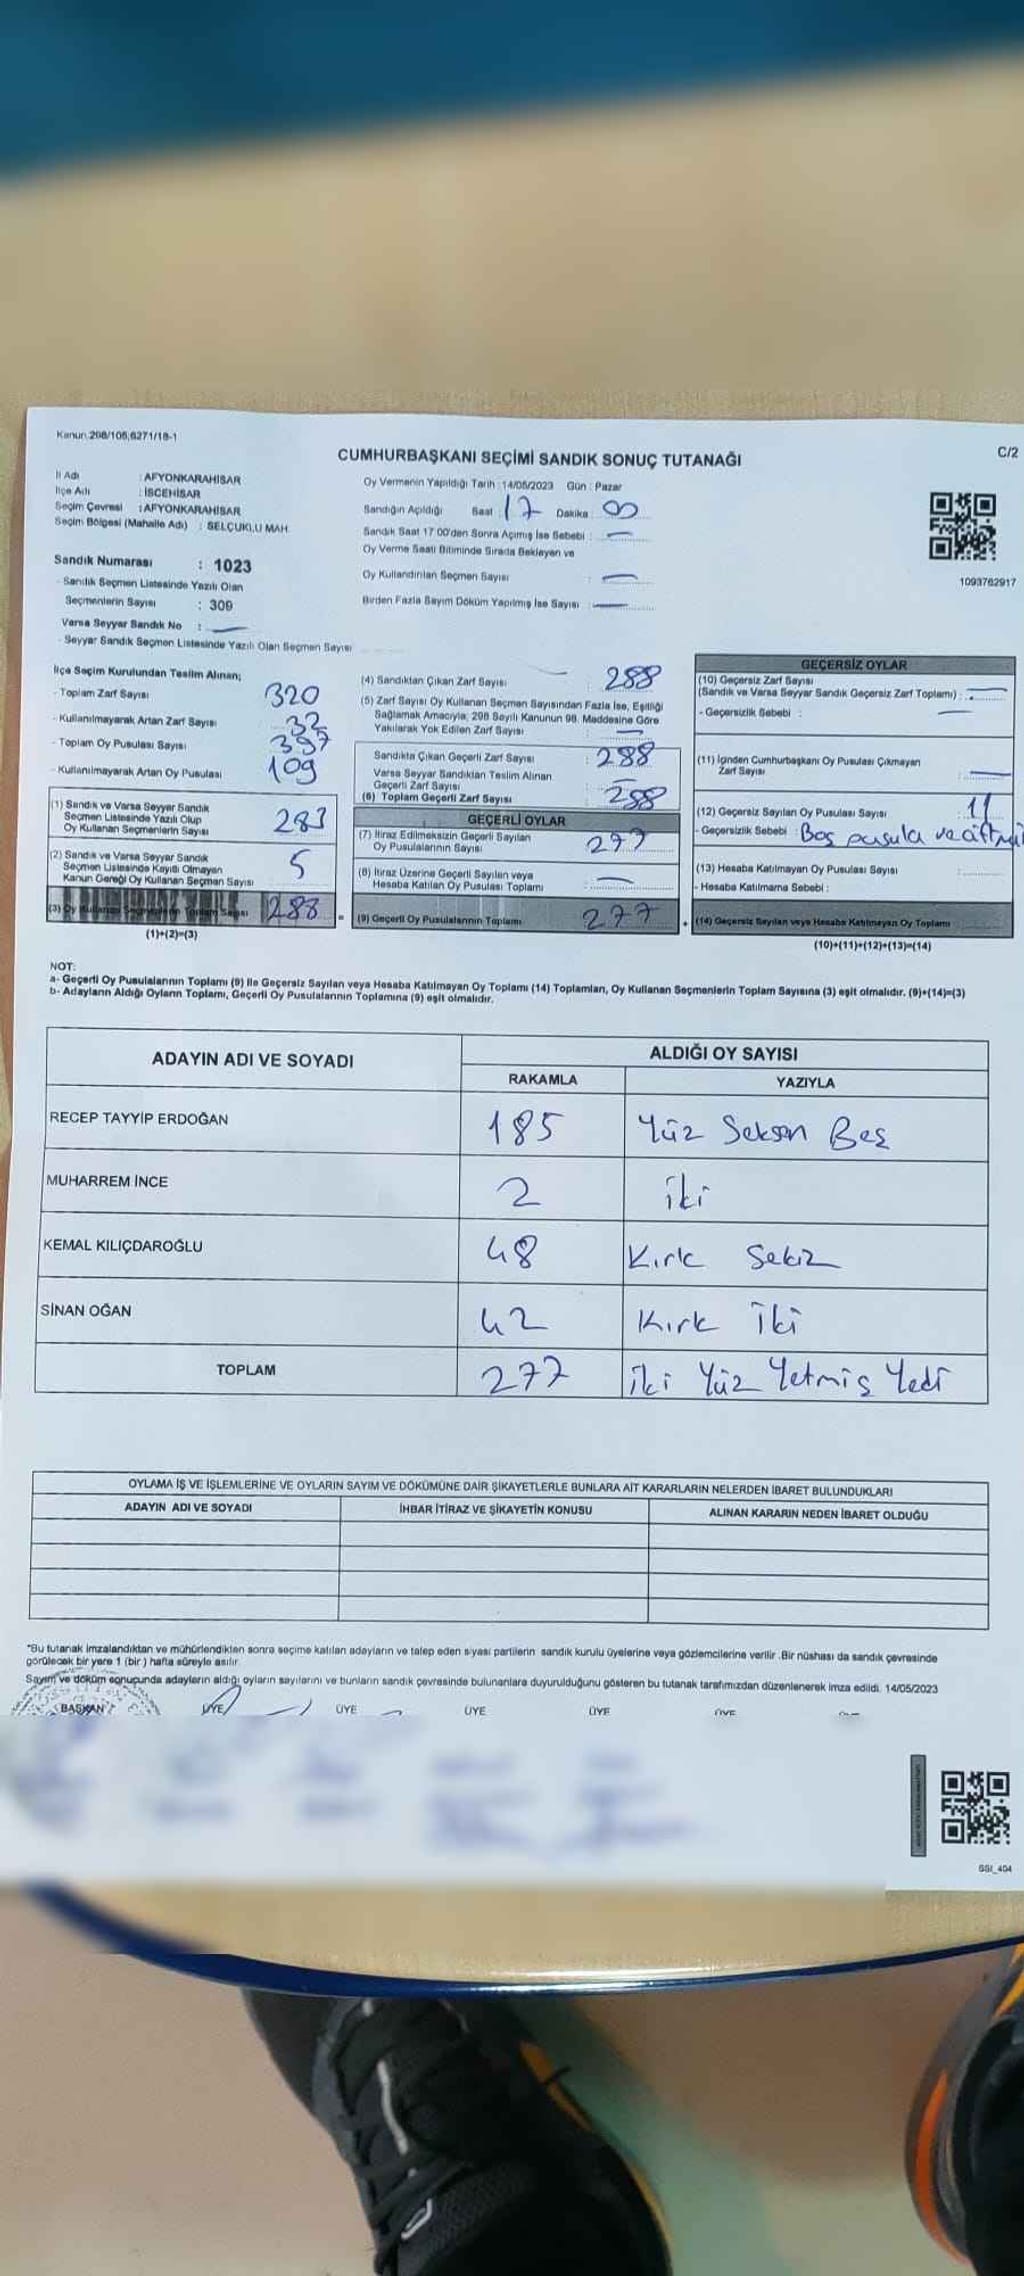 Kanun 298/105,6271/18-1
C/2
CUMHURBAŞKANI SEÇİMİ SANDIK SONUÇ TUTANAĞI
İl Adı : AFYONKARAHİSAR
İlçe Adı : İSCEHİSAR
Seçim Çevresi : AFYONKARAHİSAR
Seçim Bölgesi (Mahalle Adı) : SELÇUKLU MAH.
Sandık Numarası : 1023
- Sandık Seçmen Listesinde Yazılı Olan
Seçmenlerin Sayısı : 309
Varsa Seyyar Sandık No :
- Seyyar Sandık Seçmen Listesinde Yazılı Olan Seçmen Sayısı
Oy Vermenin Yapıldığı Tarih : 14/05/2023 Gün : Pazar
Sandığın Açıldığı Saat : 17 Dakika : 00
Sandık Saat 17.00'den Sonra Açımış İse Sebebi :
Oy Verme Saati Bitiminde Sırada Bekleyen ve
Oy Kullandırılan Seçmen Sayısı :
Birden Fazla Sayım Döküm Yapılmış İse Sayısı :
1093762917
İlçe Seçim Kurulundan Teslim Alınan;
- Toplam Zarf Sayısı 320
- Kullanılmayarak Artan Zarf Sayısı 32
- Toplam Oy Pusulası Sayısı 397
- Kullanılmayarak Artan Oy Pusulası 109
(1) Sandık ve Varsa Seyyar Sandık
Seçmen Listesinde Yazılı Olup
Oy Kullanan Seçmenlerin Sayısı 283
(2) Sandık ve Varsa Seyyar Sandık
Seçmen Listesinde Kayıtlı Olmayan
Kanun Gereği Oy Kullanan Seçmen Sayısı 5
(3) Oy Kullanan Seçmenlerin Toplam Sayısı 288
(1)+(2)=(3)
(4) Sandıktan Çıkan Zarf Sayısı : 288
(5) Zarf Sayısı Oy Kullanan Seçmen Sayısından Fazla İse, Eşitliği
Sağlamak Amacıyla, 298 Sayılı Kanunun 98. Maddesine Göre
Yakılarak Yok Edilen Zarf Sayısı :
Sandıkta Çıkan Geçerli Zarf Sayısı : 288
Varsa Seyyar Sandıktan Teslim Alınan
Geçerli Zarf Sayısı :
(6) Toplam Geçerli Zarf Sayısı : 288
GEÇERLİ OYLAR
(7) İtiraz Edilmeksizin Geçerli Sayılan
Oy Pusulalarının Sayısı : 277
(8) İtiraz Üzerine Geçerli Sayılan veya
Hesaba Katılan Oy Pusulası Toplamı :
= (9) Geçerli Oy Pusulalarının Toplamı 277
GEÇERSİZ OYLAR
(10) Geçersiz Zarf Sayısı
(Sandık ve Varsa Seyyar Sandık Geçersiz Zarf Toplamı) :
- Geçersizlik Sebebi :
(11) İçinden Cumhurbaşkanı Oy Pusulası Çıkmayan
Zarf Sayısı :
(12) Geçersiz Sayılan Oy Pusulası Sayısı : 11
- Geçersizlik Sebebi : Boş pusula ve
(13) Hesaba Katılmayan Oy Pusulası Sayısı :
- Hesaba Katılmama Sebebi :
+ (14) Geçersiz Sayılan veya Hesaba Katılmayan Oy Toplamı
(10)+(11)+(12)+(13)=(14)
NOT:
a- Geçerli Oy Pusulalarının Toplamı (9) ile Geçersiz Sayılan veya Hesaba Katılmayan Oy Toplamı (14) Toplamları, Oy Kullanan Seçmenlerin Toplam Sayısına (3) eşit olmalıdır. (9)+(14)=(3)
b- Adayların Aldığı Oyların Toplamı, Geçerli Oy Pusulalarının Toplamına (9) eşit olmalıdır.
ADAYIN ADI VE SOYADI ALDIĞI OY SAYISI
RAKAMLA YAZIYLA
RECEP TAYYİP ERDOĞAN 185 Yüz Seksen Beş
MUHARREM İNCE 2 İki
KEMAL KILIÇDAROĞLU 48 Kırk Sekiz
SİNAN OĞAN 42 Kırk İki
TOPLAM 277 İki Yüz Yetmiş Yedi
OYLAMA İŞ VE İŞLEMLERİNE VE OYLARIN SAYIM VE DÖKÜMÜNE DAİR ŞİKAYETLERLE BUNLARA AİT KARARLARIN NELERDEN İBARET BULUNDUKLARI
ADAYIN ADI VE SOYADI İHBAR İTİRAZ VE ŞİKAYETİN KONUSU ALINAN KARARIN NEDEN İBARET OLDUĞU
*Bu tutanak imzalandıktan ve mühürlendikten sonra seçime katılan adayların ve talep eden siyasi partilerin sandık kurulu üyelerine veya gözlemcilerine verilir. Bir nüshası da sandık çevresinde
görülecek bir yere 1 (bir) hafta süreyle asılır.
Sayım ve döküm sonucunda adayların aldığı oyların sayılarını ve bunların sandık çevresinde bulunanlara duyurulduğunu gösteren bu tutanak tarafımızdan düzenlenerek imza edildi. 14/05/2023
BAŞKAN ÜYE ÜYE ÜYE ÜYE ÜYE